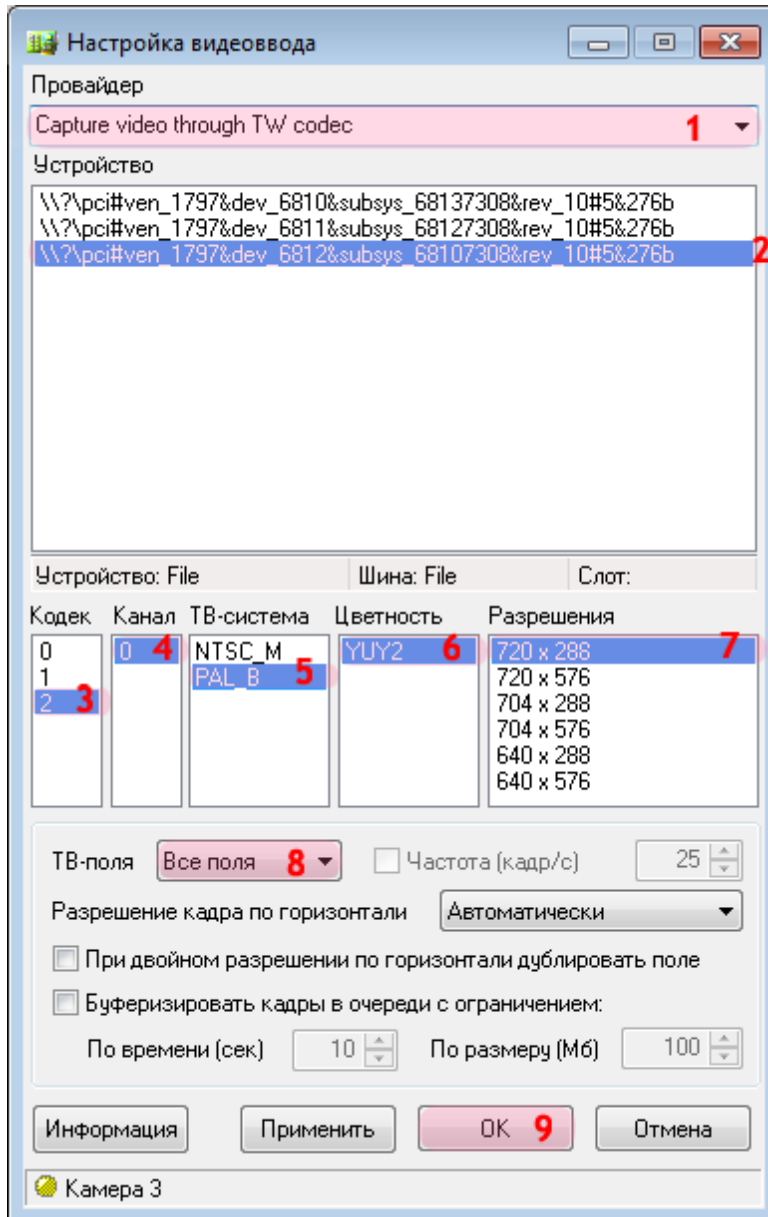 Настройка видеоввода
Провайдер
Capture video through TW codec 1
Устройство
\\?\pci#ven_1797&dev_6810&subsys_68137308&rev_10#5&276b
\\?\pci#ven_1797&dev_6811&subsys_68127308&rev_10#5&276b
\\?\pci#ven_1797&dev_6812&subsys_68107308&rev_10#5&276b 2
Устройство: File Шина: File Слот:
Кодек Канал ТВ-система Цветность Разрешения
0 0 4 NTSC_M YUY2 6 720 x 288 7
1 PAL_B 5 720 x 576
2 3 704 x 288
704 x 576
640 x 288
640 x 576
ТВ-поля Все поля 8 Частота (кадр/с) 25
Разрешение кадра по горизонтали Автоматически
При двойном разрешении по горизонтали дублировать поле
Буферизировать кадры в очереди с ограничением:
По времени (сек) 10 По размеру (Мб) 100
Информация Применить OK 9 Отмена
Камера 3